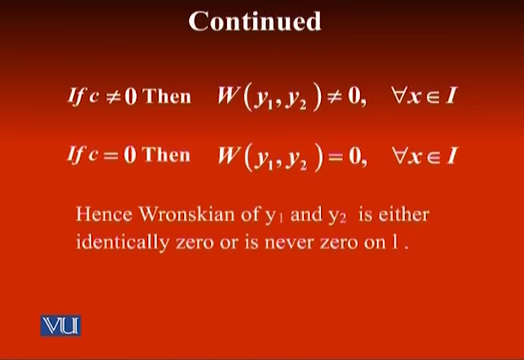 Continued
If c ≠ 0 Then W(y₁, y₂) ≠ 0, ∀x ∈ I
If c = 0 Then W(y₁, y₂) = 0, ∀x ∈ I
Hence Wronskian of y₁ and y₂ is either
identically zero or is never zero on l .
VU